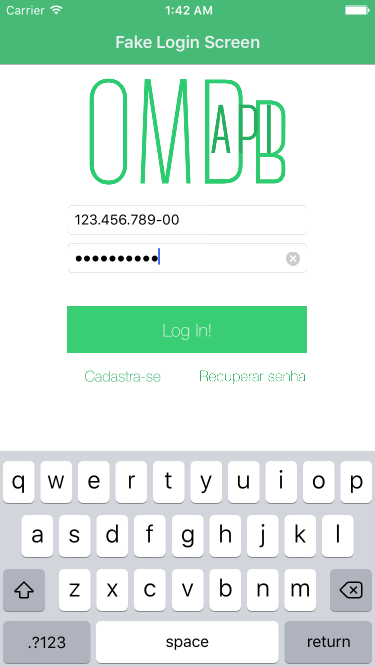 Carrier 1:42 AM
Fake Login Screen
OMDB API
123.456.789-00
●●●●●●●●●●
Log In!
Cadastra-se Recuperar senha
q w e r t y u i o p
a s d f g h j k l
z x c v b n m
.?123 space return